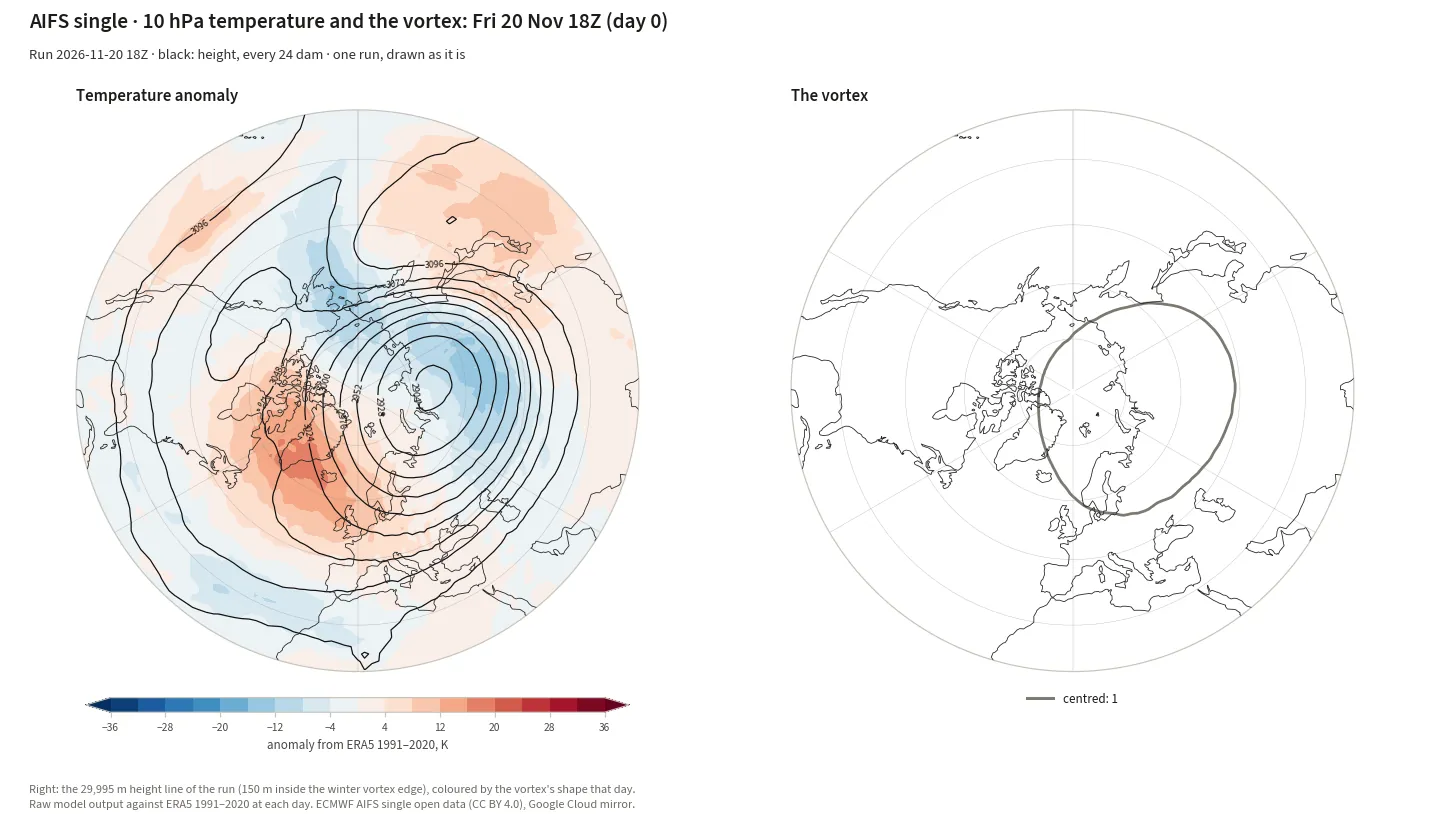 AIFS single · 10 hPa temperature and the vortex: Fri 20 Nov 18Z (day 0)
Run 2026-11-20 18Z · black: height, every 24 dam · one run, drawn as it is
Temperature anomaly
The vortex
3096
3096
3072
2952
2928
−36 −28 −20 −12 −4 4 12 20 28 36
anomaly from ERA5 1991–2020, K
centred: 1
Right: the 29,995 m height line of the run (150 m inside the winter vortex edge), coloured by the vortex's shape that day.
Raw model output against ERA5 1991–2020 at each day. ECMWF AIFS single open data (CC BY 4.0), Google Cloud mirror.